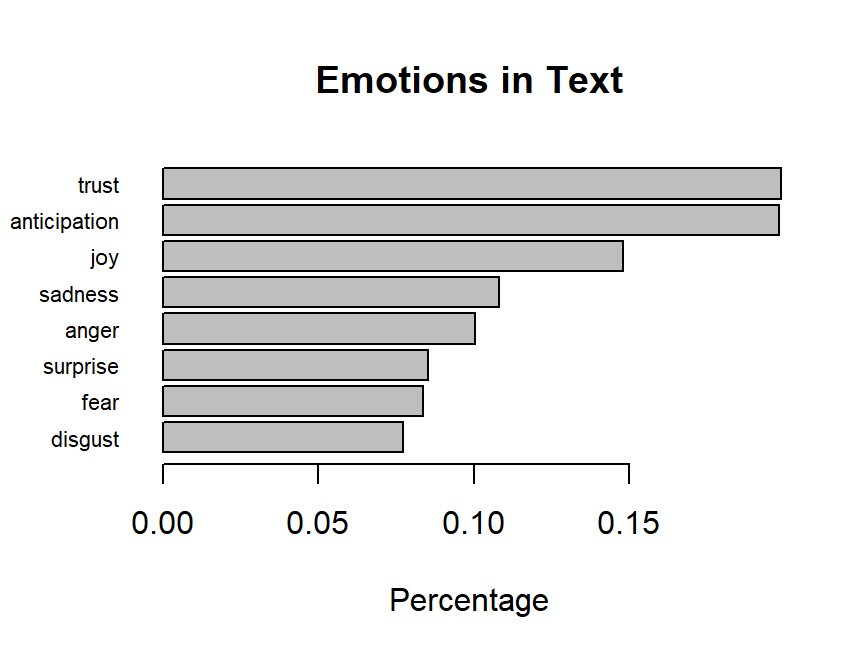 Emotions in Text
trust
anticipation
joy
sadness
anger
surprise
fear
disgust
0.00 0.05 0.10 0.15
Percentage